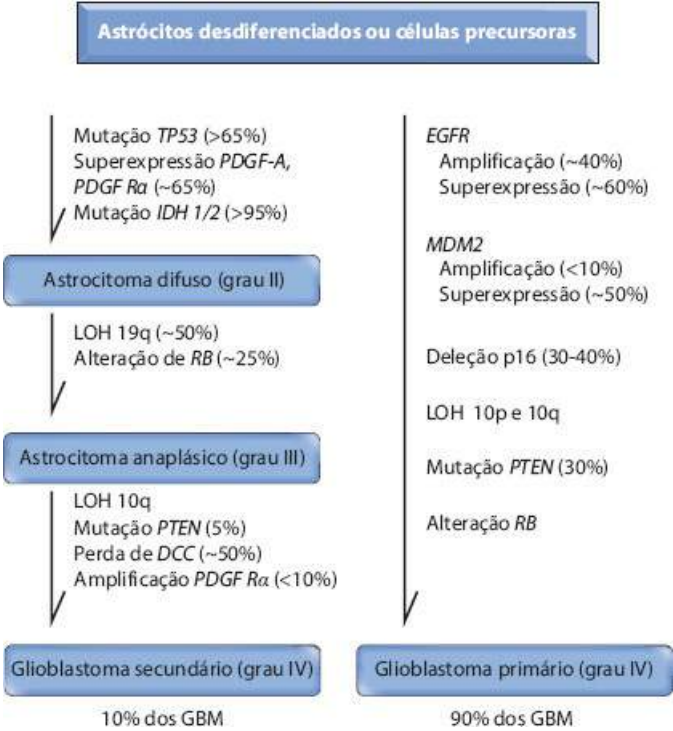 Astrócitos desdiferenciados ou células precursoras
Mutação TP53 (>65%)
Superexpressão PDGF-A,
PDGF Rα (~65%)
Mutação IDH 1/2 (>95%)
Astrocitoma difuso (grau II)
LOH 19q (~50%)
Alteração de RB (~25%)
Astrocitoma anaplásico (grau III)
LOH 10q
Mutação PTEN (5%)
Perda de DCC (~50%)
Amplificação PDGF Rα (<10%)
Glioblastoma secundário (grau IV)
10% dos GBM
EGFR
Amplificação (~40%)
Superexpressão (~60%)
MDM2
Amplificação (<10%)
Superexpressão (~50%)
Deleção p16 (30-40%)
LOH 10p e 10q
Mutação PTEN (30%)
Alteração RB
Glioblastoma primário (grau IV)
90% dos GBM